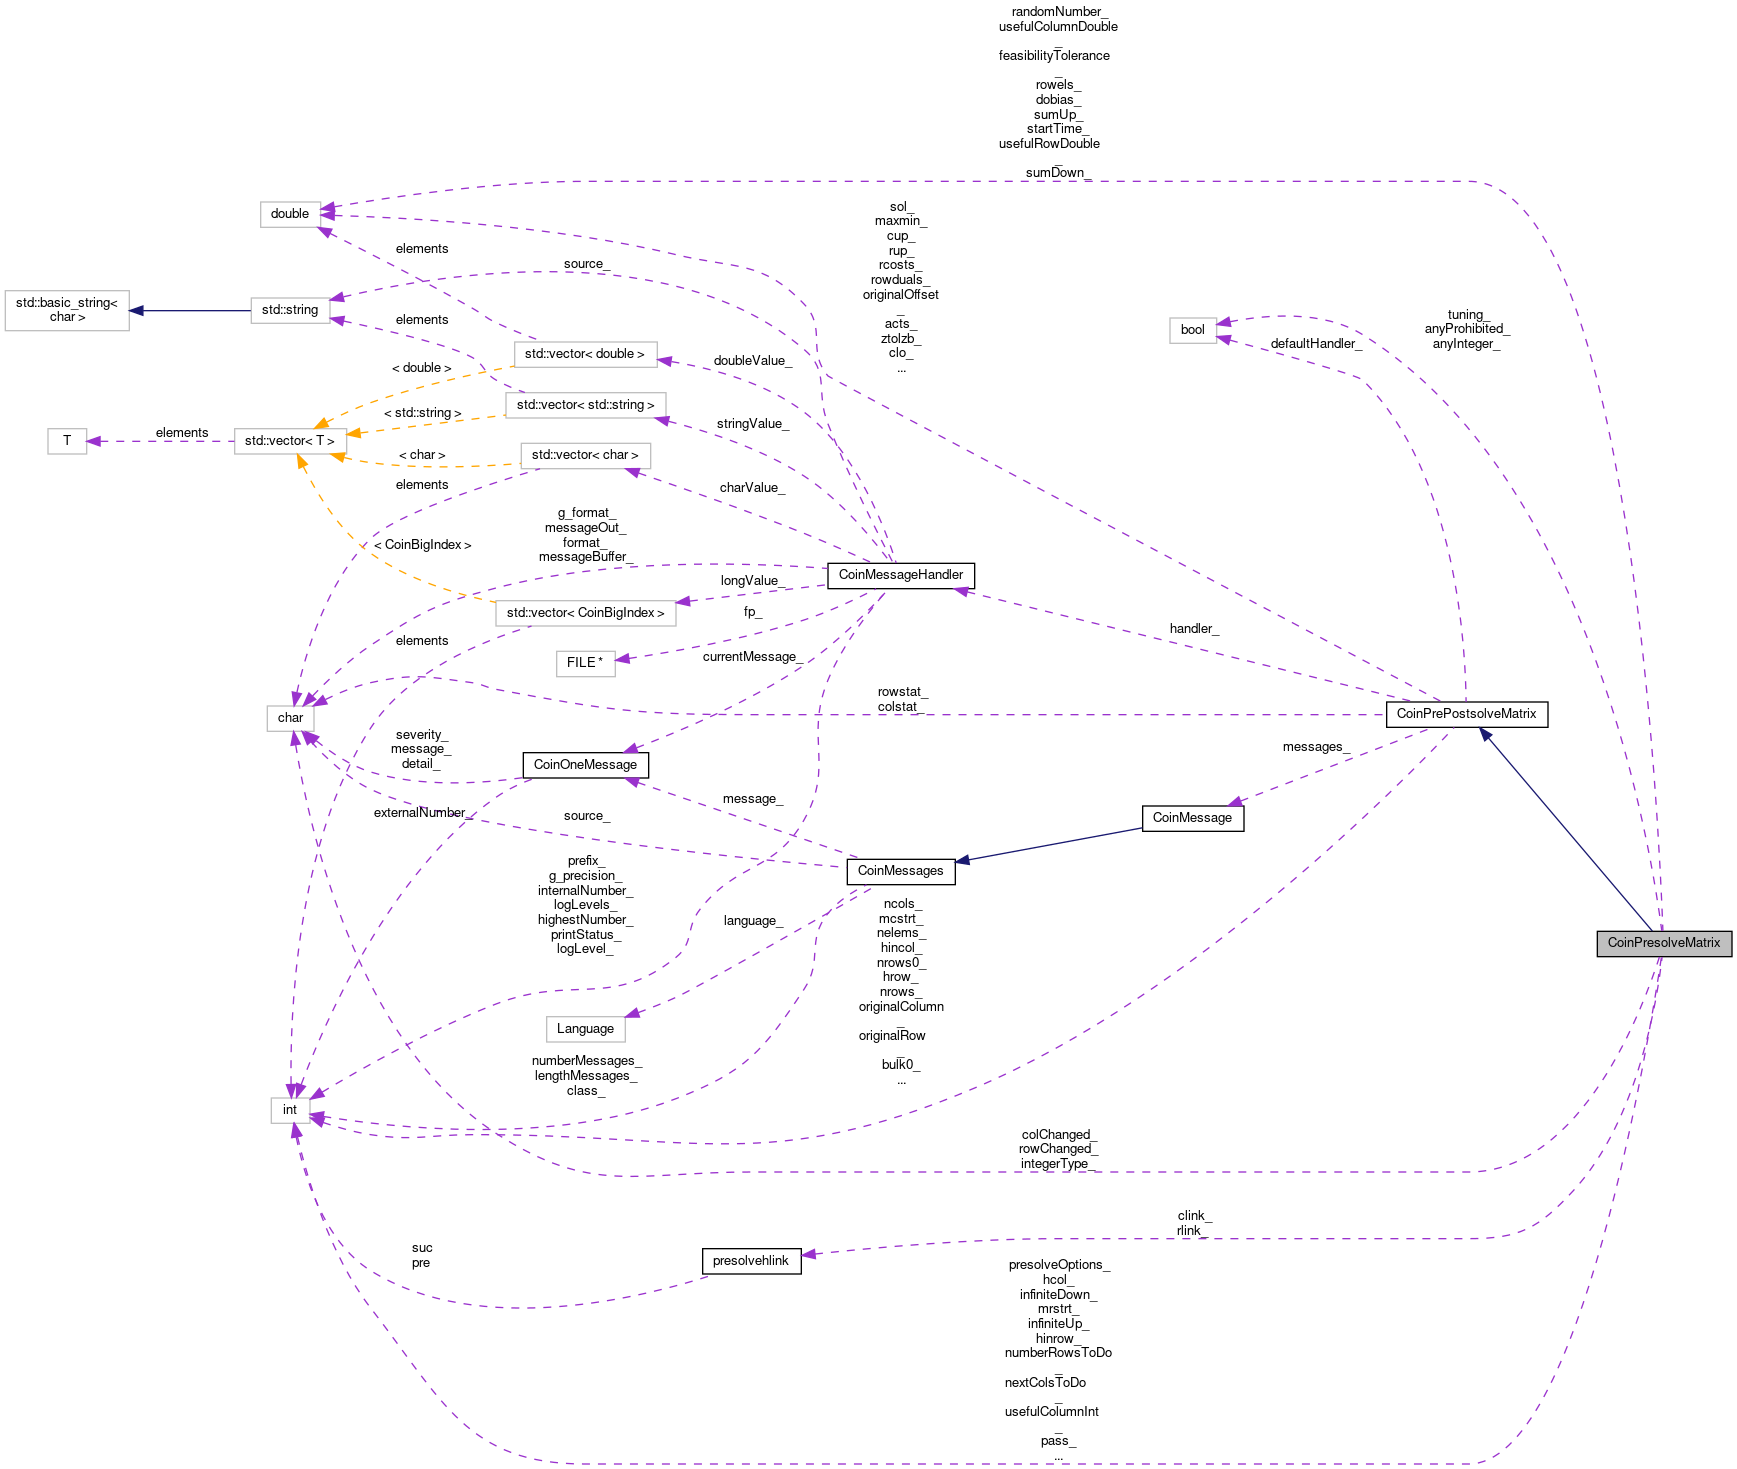 randomNumber_
usefulColumnDouble
_
feasibilityTolerance
_
rowels_
dobias_
sumUp_
startTime_
usefulRowDouble
_
sumDown_
double
sol_
maxmin_
cup_
rup_
rcosts_
rowduals_
originalOffset
_
acts_
ztolzb_
clo_
...
elements
source_
std::basic_string<
char >
std::string
elements
bool
tuning_
anyProhibited_
anyInteger_
defaultHandler_
std::vector< double >
doubleValue_
< double >
std::vector< std::string >
< std::string >
stringValue_
T
elements
std::vector< T >
std::vector< char >
< char >
elements
charValue_
g_format_
messageOut_
format_
messageBuffer_
< CoinBigIndex >
CoinMessageHandler
longValue_
std::vector< CoinBigIndex >
fp_
handler_
elements
currentMessage_
FILE *
rowstat_
colstat_
char
CoinPrePostsolveMatrix
severity_
message_
detail_
CoinOneMessage
messages_
message_
externalNumber_
source_
CoinMessage
prefix_
g_precision_
internalNumber_
logLevels_
highestNumber_
printStatus_
logLevel_
CoinMessages
language_
ncols_
mcstrt_
nelems_
hincol_
nrows0_
hrow_
nrows_
originalColumn
_
originalRow
_
bulk0_
...
CoinPresolveMatrix
Language
numberMessages_
lengthMessages_
class_
int
colChanged_
rowChanged_
integerType_
clink_
rlink_
suc
pre
presolvehlink
presolveOptions_
hcol_
infiniteDown_
mrstrt_
infiniteUp_
hinrow_
numberRowsToDo
_
nextColsToDo
_
usefulColumnInt
_
pass_
...